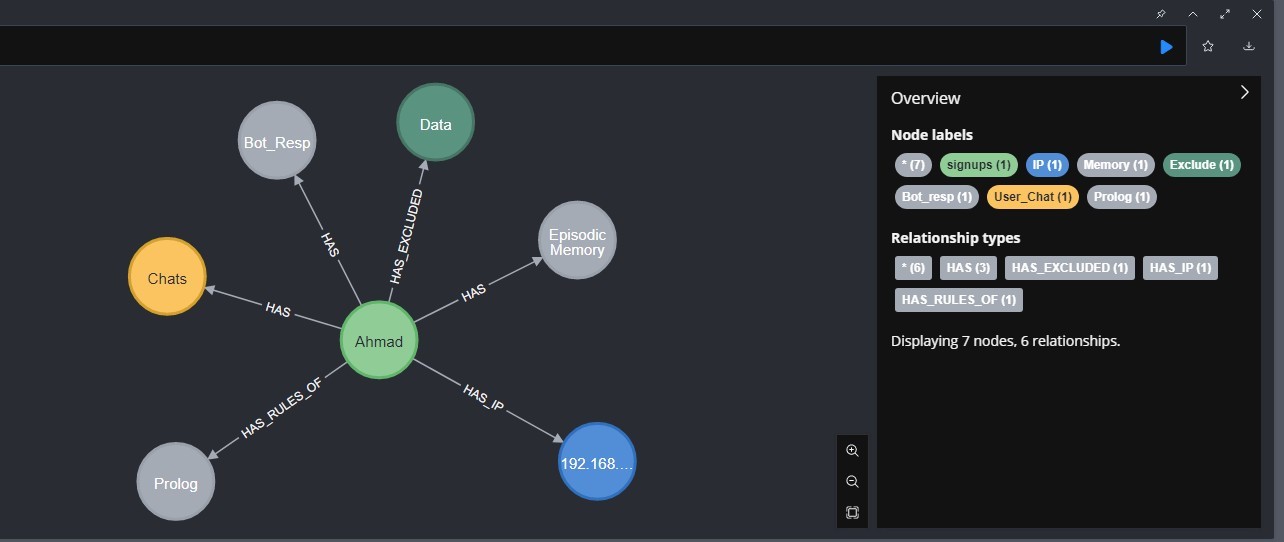 Bot_Resp
Data
Episodic
Memory
Chats
Ahmad
Prolog
192.168....
HAS
HAS_EXCLUDED
HAS
HAS
HAS_RULES_OF
HAS_IP
Overview
Node labels
* (7) signups (1) IP (1) Memory (1) Exclude (1)
Bot_resp (1) User_Chat (1) Prolog (1)
Relationship types
* (6) HAS (3) HAS_EXCLUDED (1) HAS_IP (1)
HAS_RULES_OF (1)
Displaying 7 nodes, 6 relationships.